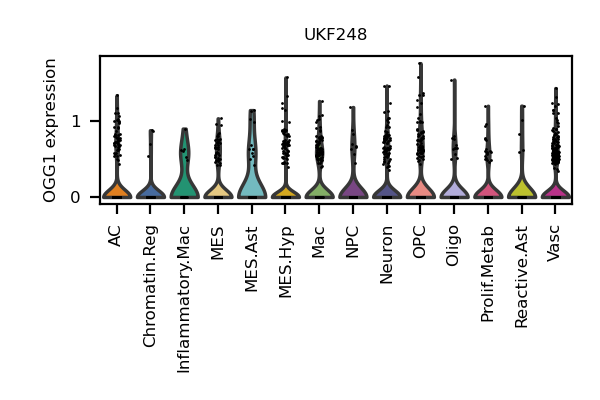 UKF248
OGG1 expression
1
0
AC
Chromatin.Reg
Inflammatory.Mac
MES
MES.Ast
MES.Hyp
Mac
NPC
Neuron
OPC
Oligo
Prolif.Metab
Reactive.Ast
Vasc